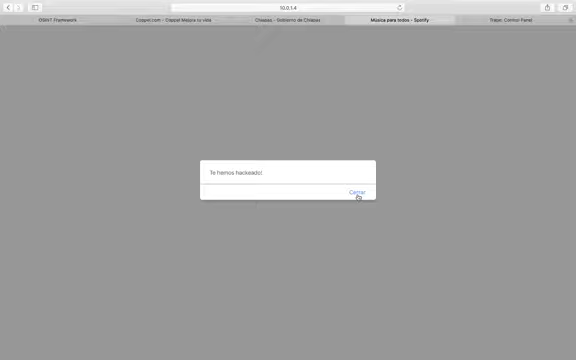 10.0.1.4
OSINT Framework
Coppel.com - Coppel Mejora tu vida
Chiapas - Gobierno de Chiapas
Música para todos - Spotify
Trape: Control Panel
Te hemos hackeado!
Cerrar